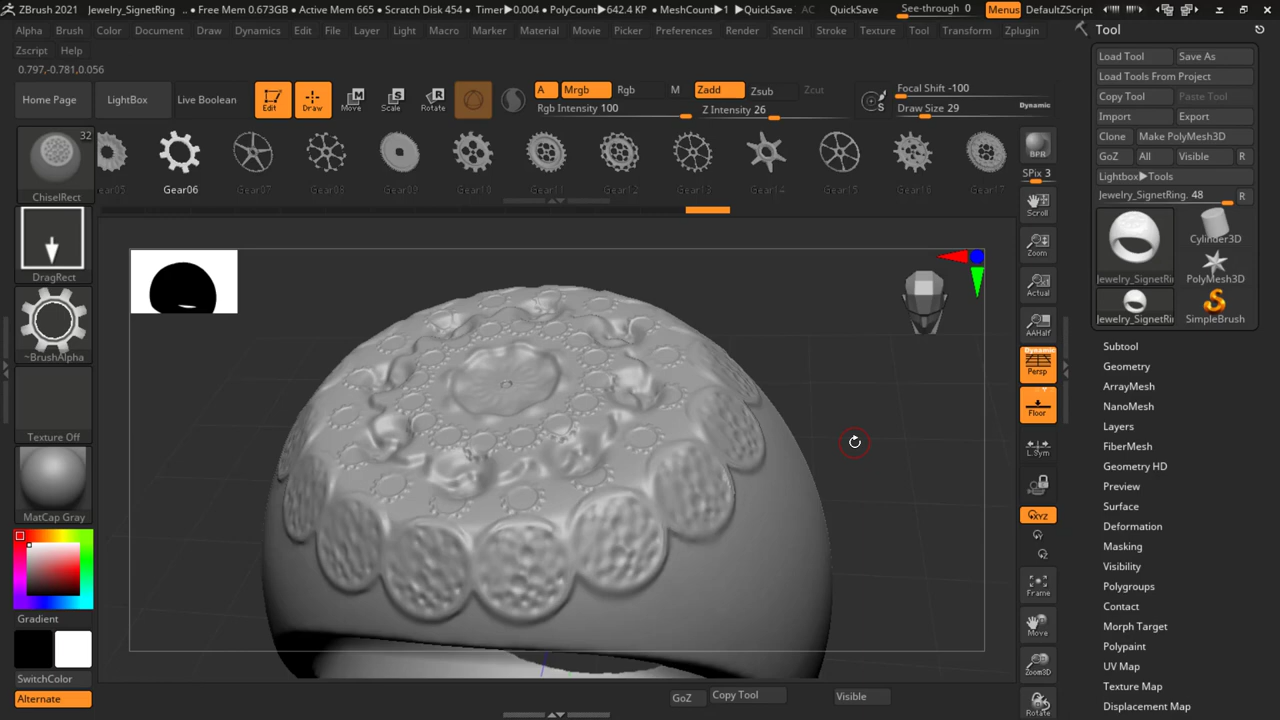 ZBrush 2021 Jewelry_SignetRing .. • Free Mem 0.673GB • Active Mem 665 • Scratch Disk 454 • Timer▶0.004 • PolyCount▶642.4 KP • MeshCount▶1 ▶QuickSave QuickSave See-through 0 Menus DefaultZScript
Alpha Brush Color Document Draw Dynamics Edit File Layer Light Macro Marker Material Movie Picker Preferences Render Stencil Stroke Texture Tool Transform Zplugin
Zscript Help
0.797,-0.781,0.056
Home Page LightBox Live Boolean Edit Draw Move Scale Rotate
A Mrgb Rgb M
Rgb Intensity 100
Zadd Zsub Zcut
Z Intensity 26
S
Focal Shift -100
Draw Size 29 Dynamic
32
ChiselRect
DragRect
~BrushAlpha
Texture Off
MatCap Gray
Gradient
SwitchColor
Alternate
ar05 Gear06 Gear07 Gear08 Gear09 Gear10 Gear11 Gear12 Gear13 Gear14 Gear15 Gear16 Gear17
BPR
SPix 3
Scroll
Zoom
Actual
AAHalf
Dynamic
Persp
Floor
L.Sym
XYZ
Y
Z
Frame
Move
Zoom3D
Rotate
GoZ Copy Tool Visible
Tool
Load Tool Save As
Load Tools From Project
Copy Tool Paste Tool
Import Export
Clone Make PolyMesh3D
GoZ All Visible R
Lightbox▶Tools
Jewelry_SignetRing. 48 R
Jewelry_SignetRi Cylinder3D
PolyMesh3D
Jewelry_SignetRi SimpleBrush
Subtool
Geometry
ArrayMesh
NanoMesh
Layers
FiberMesh
Geometry HD
Preview
Surface
Deformation
Masking
Visibility
Polygroups
Contact
Morph Target
Polypaint
UV Map
Texture Map
Displacement Map